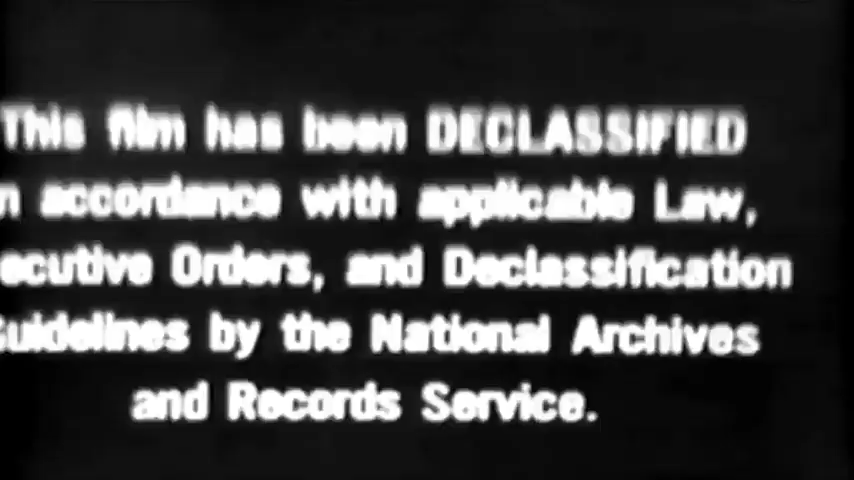 This film has been DECLASSIFIED
n accordance with applicable Law,
ecutive Orders, and Declassification
Guidelines by the National Archives
and Records Service.